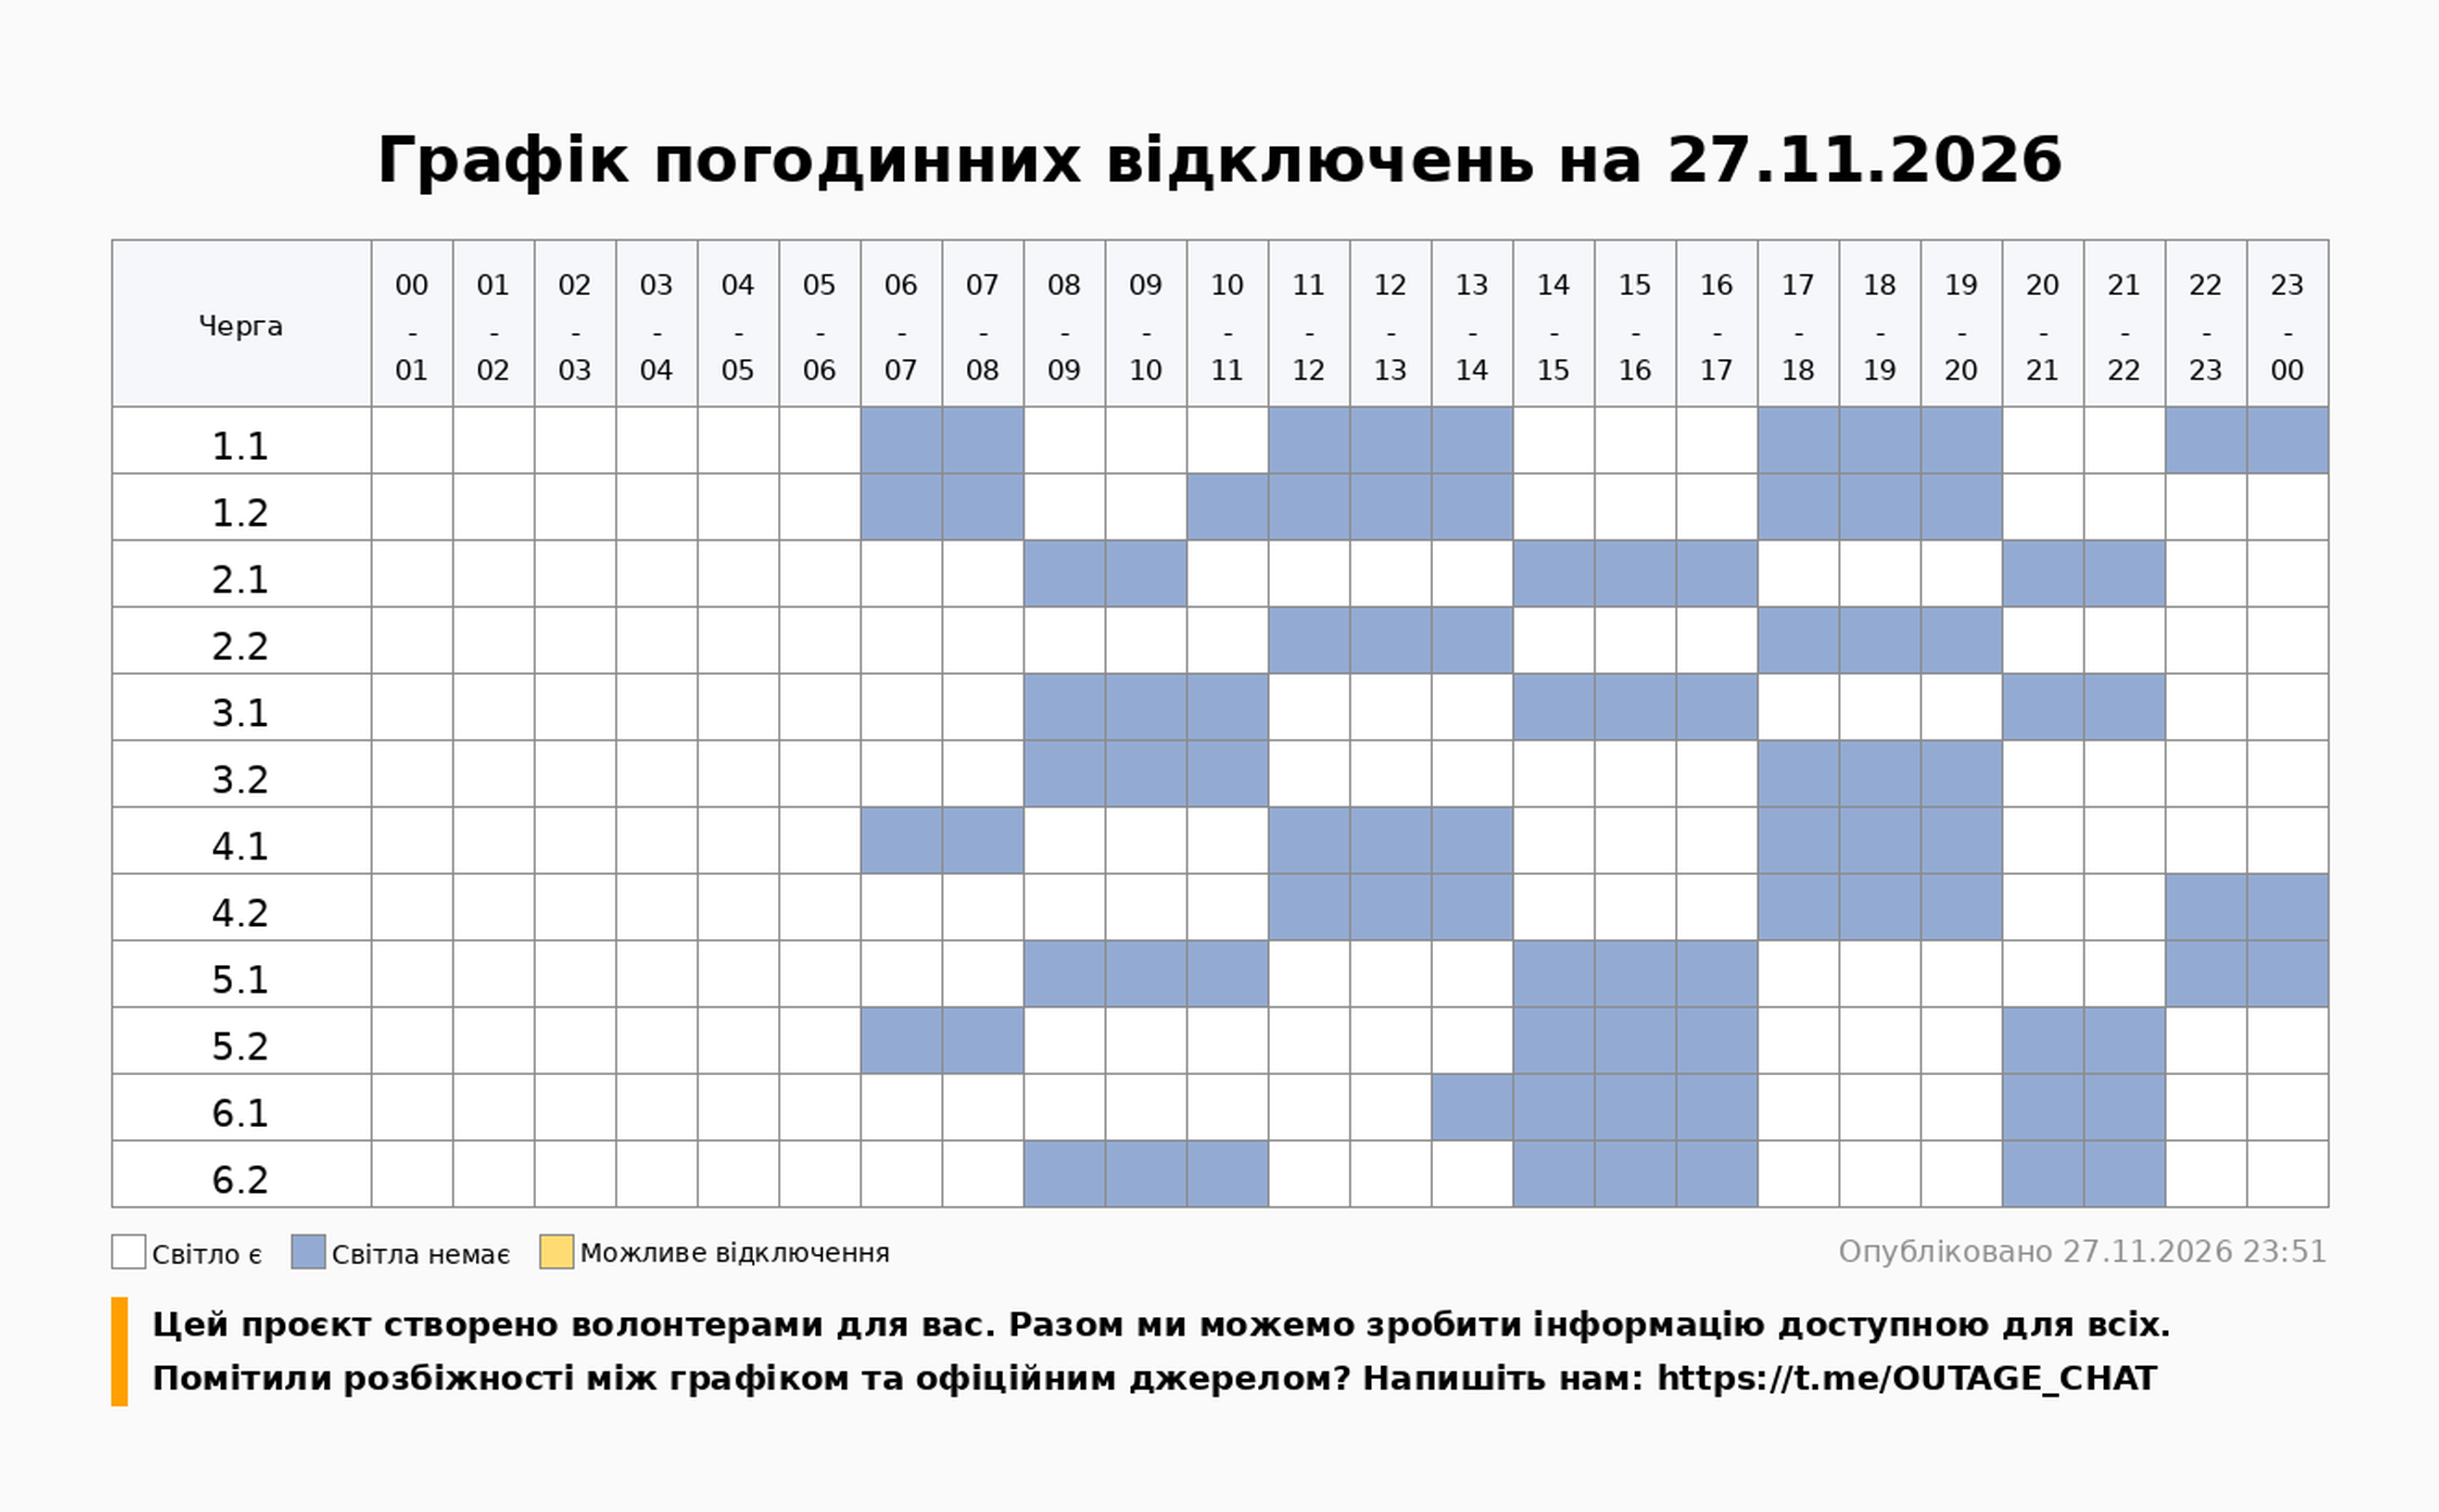 Графік погодинних відключень на 27.11.2026
Черга
00 - 01
01 - 02
02 - 03
03 - 04
04 - 05
05 - 06
06 - 07
07 - 08
08 - 09
09 - 10
10 - 11
11 - 12
12 - 13
13 - 14
14 - 15
15 - 16
16 - 17
17 - 18
18 - 19
19 - 20
20 - 21
21 - 22
22 - 23
23 - 00
1.1
1.2
2.1
2.2
3.1
3.2
4.1
4.2
5.1
5.2
6.1
6.2
Світло є
Світла немає
Можливе відключення
Опубліковано 27.11.2026 23:51
Цей проєкт створено волонтерами для вас. Разом ми можемо зробити інформацію доступною для всіх.
Помітили розбіжності між графіком та офіційним джерелом? Напишіть нам: https://t.me/OUTAGE_CHAT